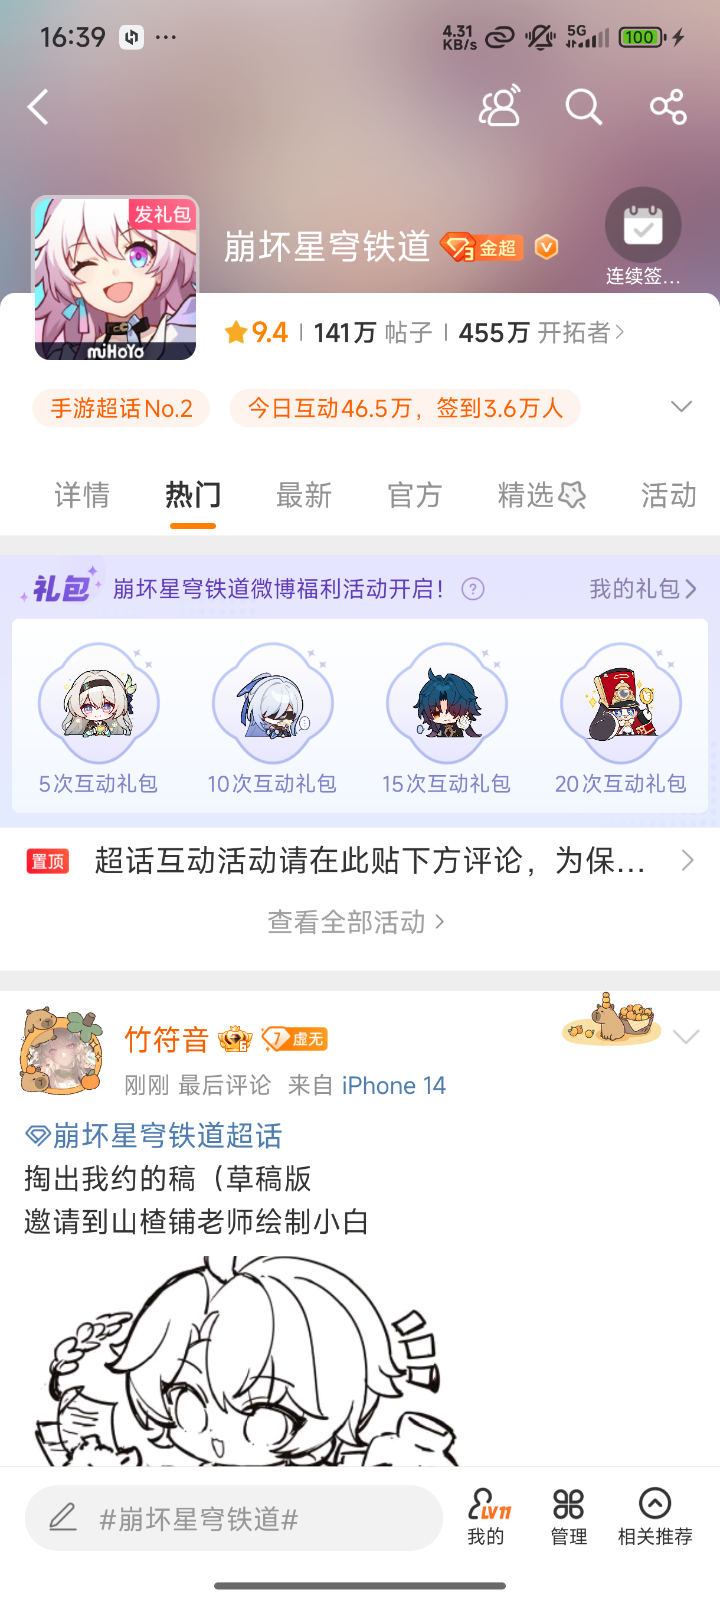 16:39
4.31 KB/s
5G
100
发礼包
miHoYo
崩坏星穹铁道
3 金超
V
连续签...
9.4 141万 帖子 455万 开拓者
手游超话No.2
今日互动46.5万，签到3.6万人
详情 热门 最新 官方 精选 活动
礼包 崩坏星穹铁道微博福利活动开启！ ? 我的礼包
5次互动礼包 10次互动礼包 15次互动礼包 20次互动礼包
置顶 超话互动活动请在此贴下方评论，为保...
查看全部活动
竹符音 6 7 虚无
刚刚 最后评论 来自 iPhone 14
崩坏星穹铁道超话
掏出我约的稿（草稿版
邀请到山楂铺老师绘制小白
#崩坏星穹铁道#
LV11
我的 管理 相关推荐